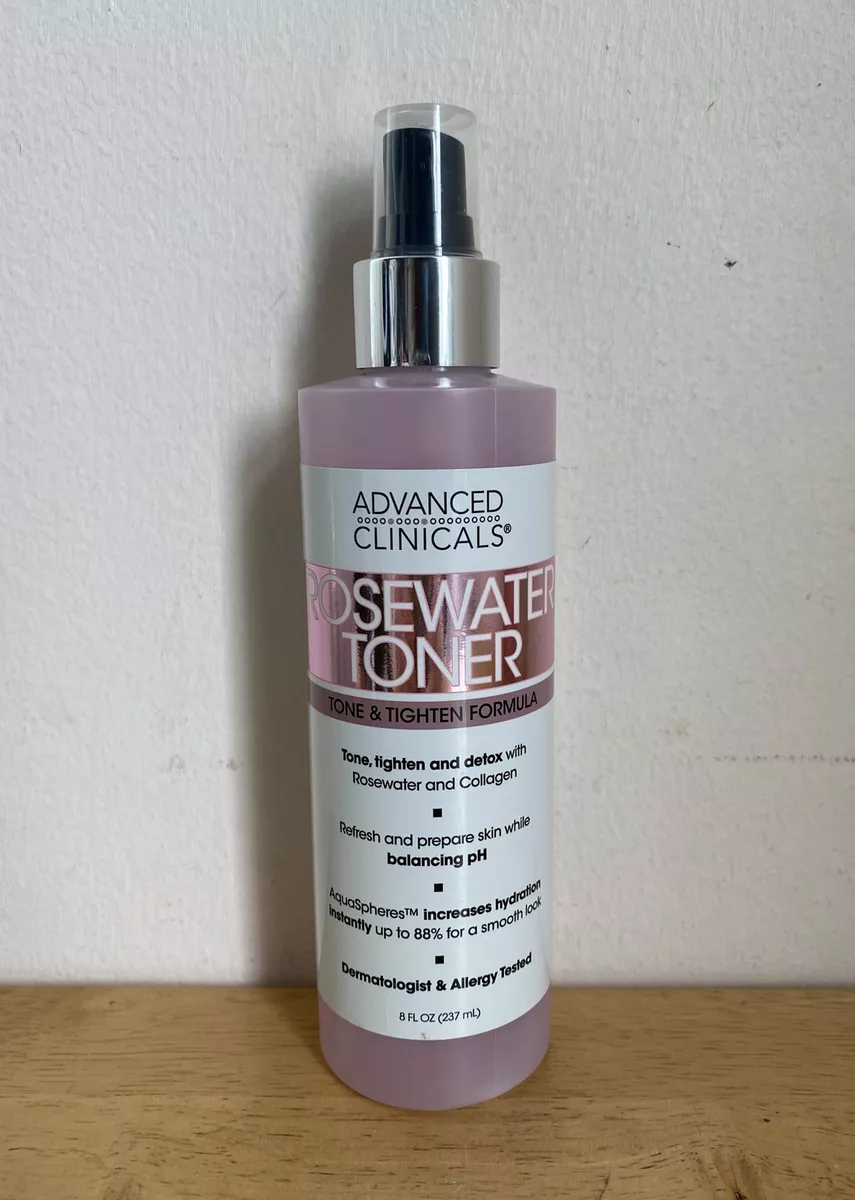 ADVANCED
CLINICALS®
ROSEWATER
TONER
TONE & TIGHTEN FORMULA
Tone, tighten and detox with
Rosewater and Collagen
Refresh and prepare skin while
balancing pH
AquaSpheres™ increases hydration
instantly up to 88% for a smooth look
Dermatologist & Allergy Tested
8 FL OZ (237 mL)